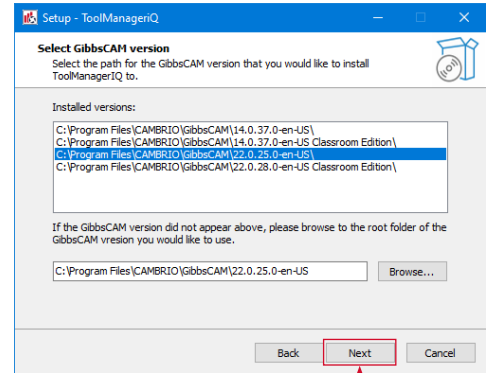 Setup - ToolManageriQ
Select GibbsCAM version
Select the path for the GibbsCAM version that you would like to install
ToolManagerIQ to.
Installed versions:
C:\Program Files\CAMBRIO\GibbsCAM\14.0.37.0-en-US\
C:\Program Files\CAMBRIO\GibbsCAM\14.0.37.0-en-US Classroom Edition\
C:\Program Files\CAMBRIO\GibbsCAM\22.0.25.0-en-US\
C:\Program Files\CAMBRIO\GibbsCAM\22.0.28.0-en-US Classroom Edition\
If the GibbsCAM version did not appear above, please browse to the root folder of the
GibbsCAM vresion you would like to use.
C:\Program Files\CAMBRIO\GibbsCAM\22.0.25.0-en-US
Browse...
Back
Next
Cancel